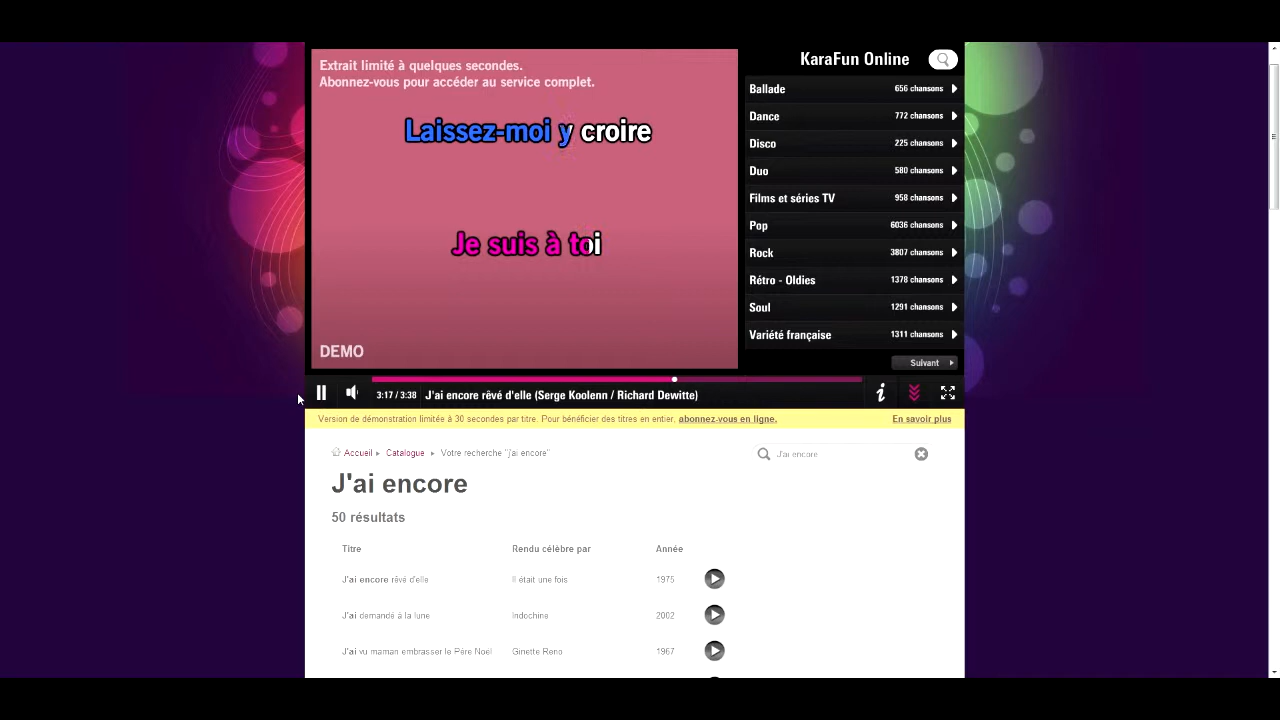 Extrait limité à quelques secondes.
Abonnez-vous pour accéder au service complet.
Laissez-moi y croire
Je suis à toi
DEMO
KaraFun Online
Ballade 656 chansons
Dance 772 chansons
Disco 225 chansons
Duo 580 chansons
Films et séries TV 958 chansons
Pop 6036 chansons
Rock 3807 chansons
Rétro - Oldies 1378 chansons
Soul 1291 chansons
Variété française 1311 chansons
Suivant
3:17 / 3:38 J'ai encore rêvé d'elle (Serge Koolenn / Richard Dewitte)
Version de démonstration limitée à 30 secondes par titre. Pour bénéficier des titres en entier, abonnez-vous en ligne. En savoir plus
Accueil Catalogue Votre recherche "j'ai encore" J'ai encore
J'ai encore
50 résultats
Titre Rendu célèbre par Année
J'ai encore rêvé d'elle Il était une fois 1975
J'ai demandé à la lune Indochine 2002
J'ai vu maman embrasser le Père Noël Ginette Reno 1967